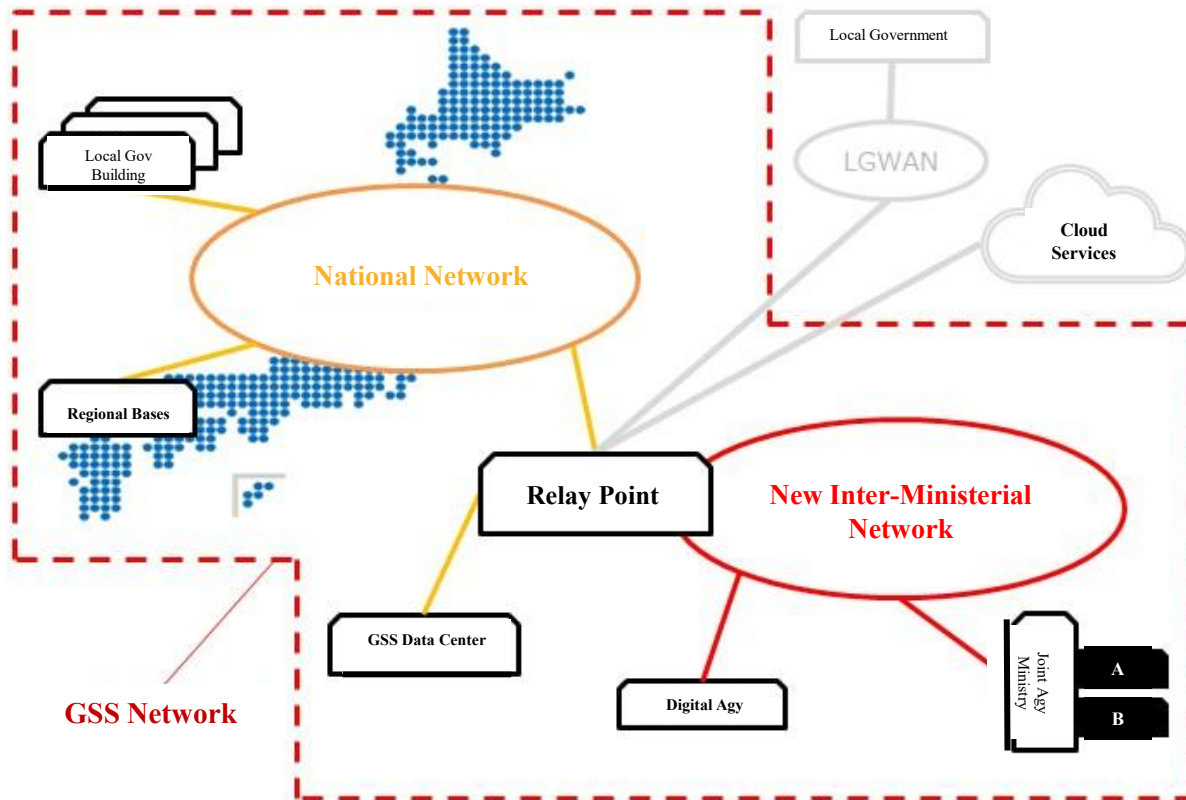 Local Government
Local Gov
Building
LGWAN
Cloud
Services
National Network
Regional Bases
Relay Point
New Inter-Ministerial
Network
GSS Data Center
Joint Agy
Ministry
A
B
GSS Network
Digital Agy